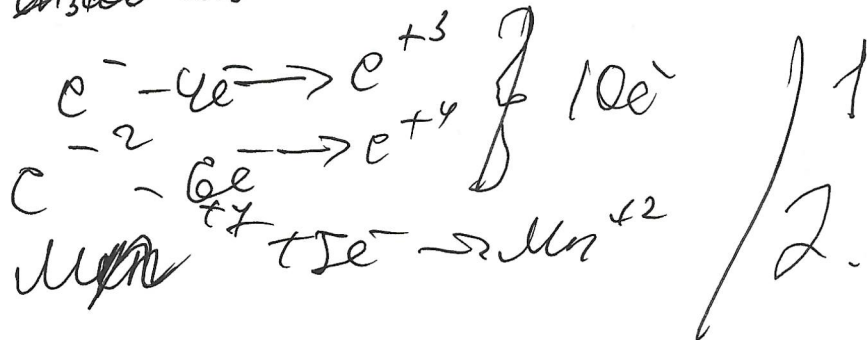 C⁻ - 4e⁻ → C⁺³ } 10e⁻ / 1
C⁻² - 6e → C⁺⁴
Mn⁺⁷ + 5e⁻ → Mn⁺² / 2.